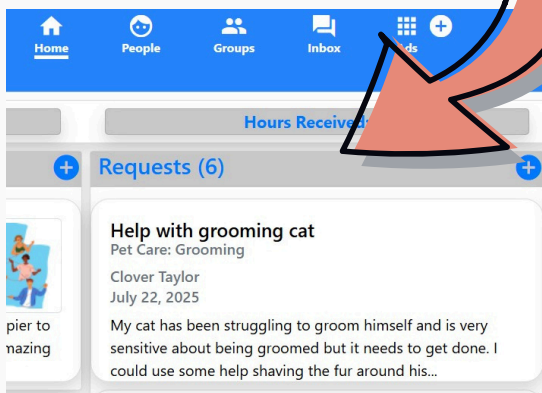 Home
People
Groups
Inbox
ds
Hours Received:
Requests (6)
Help with grooming cat
Pet Care: Grooming
Clover Taylor
July 22, 2025
pier to
mazing
My cat has been struggling to groom himself and is very
sensitive about being groomed but it needs to get done. I
could use some help shaving the fur around his...